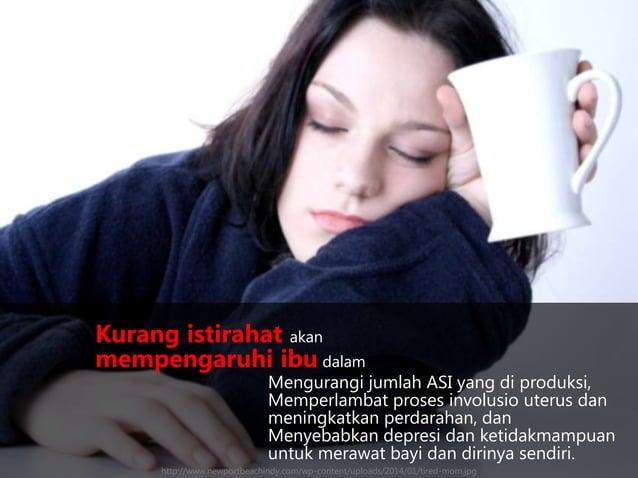 Kurang istirahat akan
mempengaruhi ibu dalam
Mengurangi jumlah ASI yang di produksi,
Memperlambat proses involusio uterus dan
meningkatkan perdarahan, dan
Menyebabkan depresi dan ketidakmampuan
untuk merawat bayi dan dirinya sendiri.
http://www.newportbeachindy.com/wp-content/uploads/2014/01/tired-mom.jpg